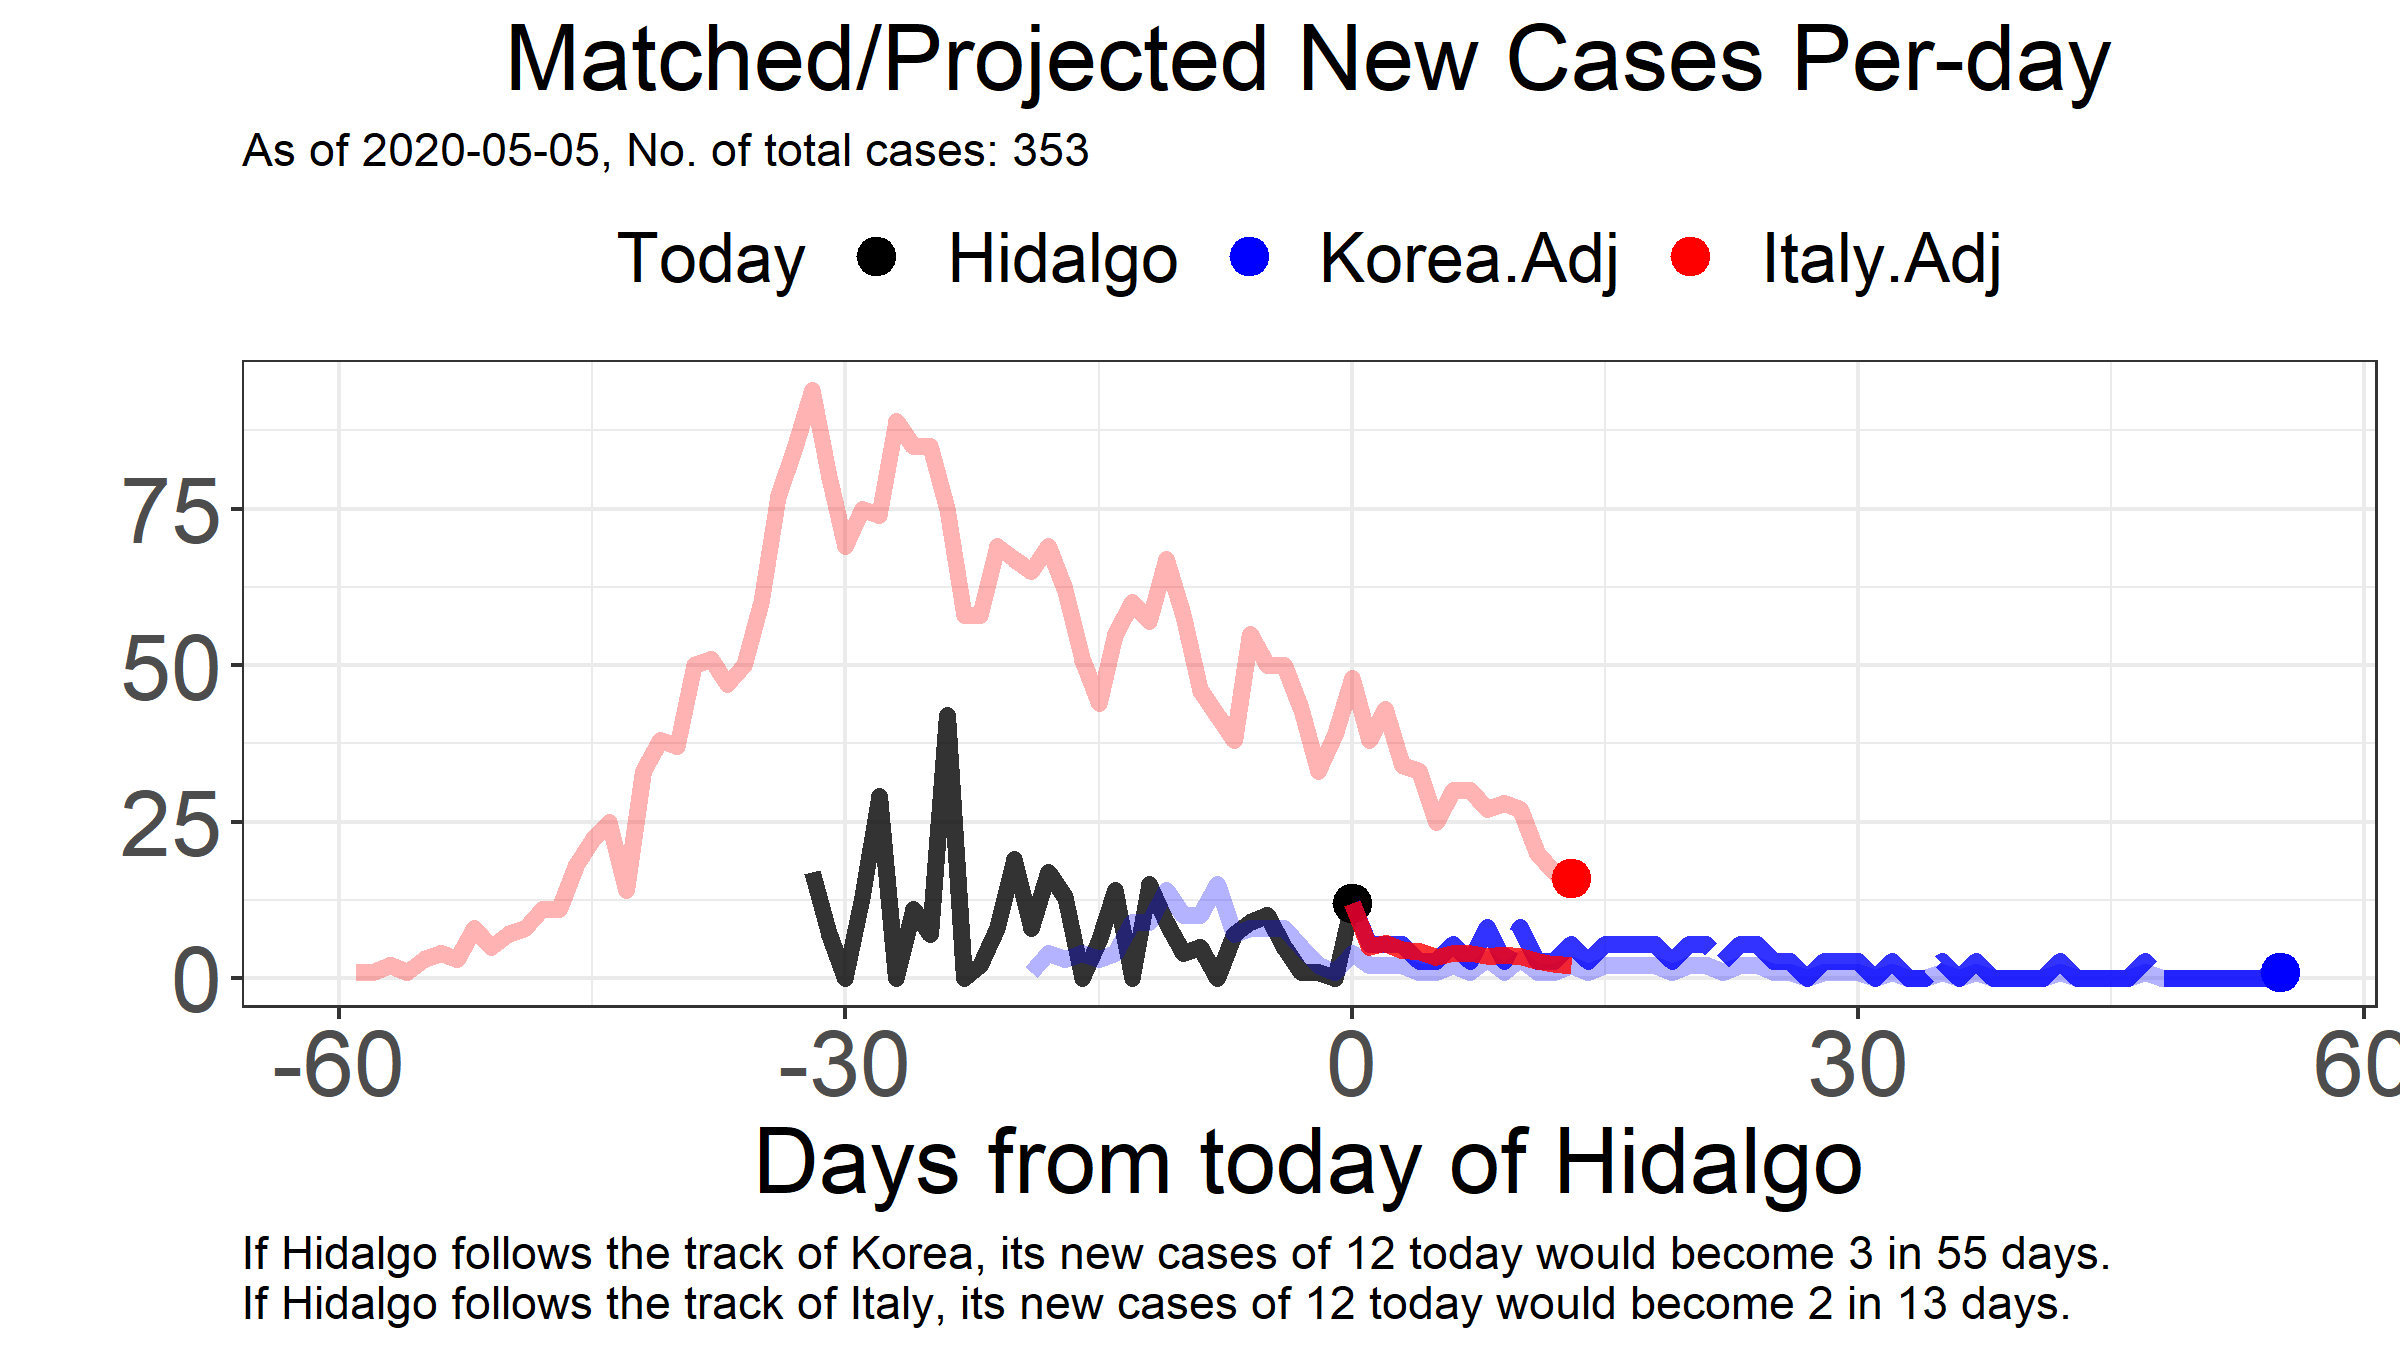 Matched/Projected New Cases Per-day
As of 2020-05-05, No. of total cases: 353
Today Hidalgo Korea.Adj Italy.Adj
75
50
25
0
-60 -30 0 30 60
Days from today of Hidalgo
If Hidalgo follows the track of Korea, its new cases of 12 today would become 3 in 55 days.
If Hidalgo follows the track of Italy, its new cases of 12 today would become 2 in 13 days.